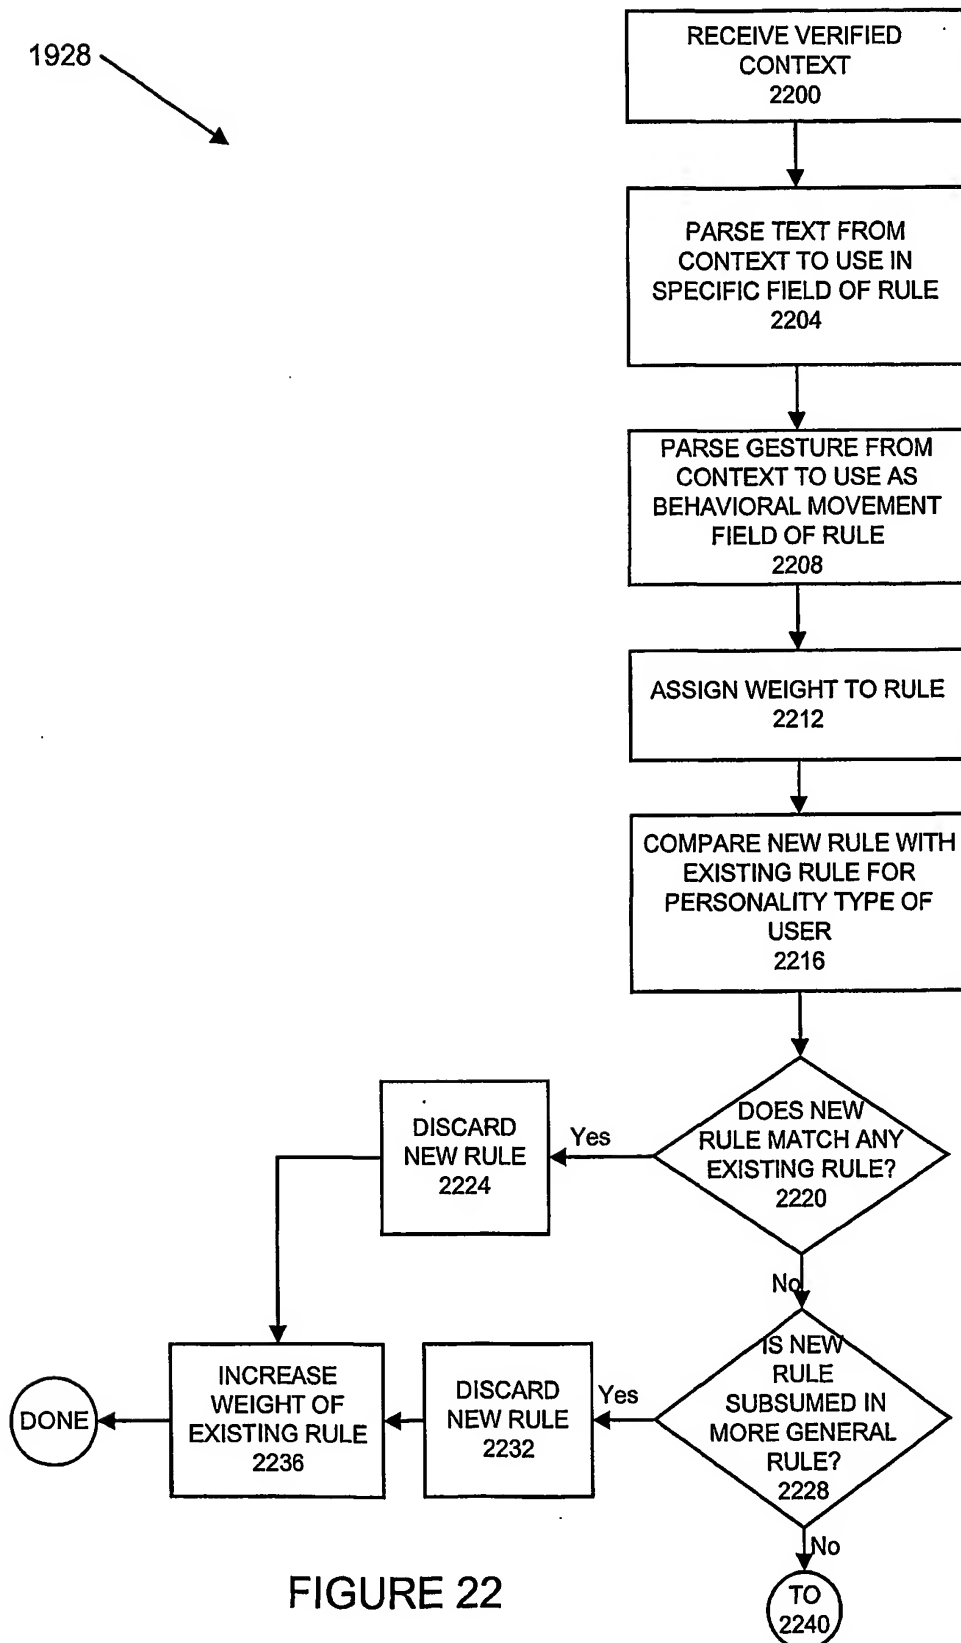 1928
RECEIVE VERIFIED
CONTEXT
2200
PARSE TEXT FROM
CONTEXT TO USE IN
SPECIFIC FIELD OF RULE
2204
PARSE GESTURE FROM
CONTEXT TO USE AS
BEHAVIORAL MOVEMENT
FIELD OF RULE
2208
ASSIGN WEIGHT TO RULE
2212
COMPARE NEW RULE WITH
EXISTING RULE FOR
PERSONALITY TYPE OF
USER
2216
DOES NEW
RULE MATCH ANY
EXISTING RULE?
2220
Yes
DISCARD
NEW RULE
2224
No
IS NEW
RULE
SUBSUMED IN
MORE GENERAL
RULE?
2228
Yes
DISCARD
NEW RULE
2232
INCREASE
WEIGHT OF
EXISTING RULE
2236
DONE
No
TO
2240
FIGURE 22